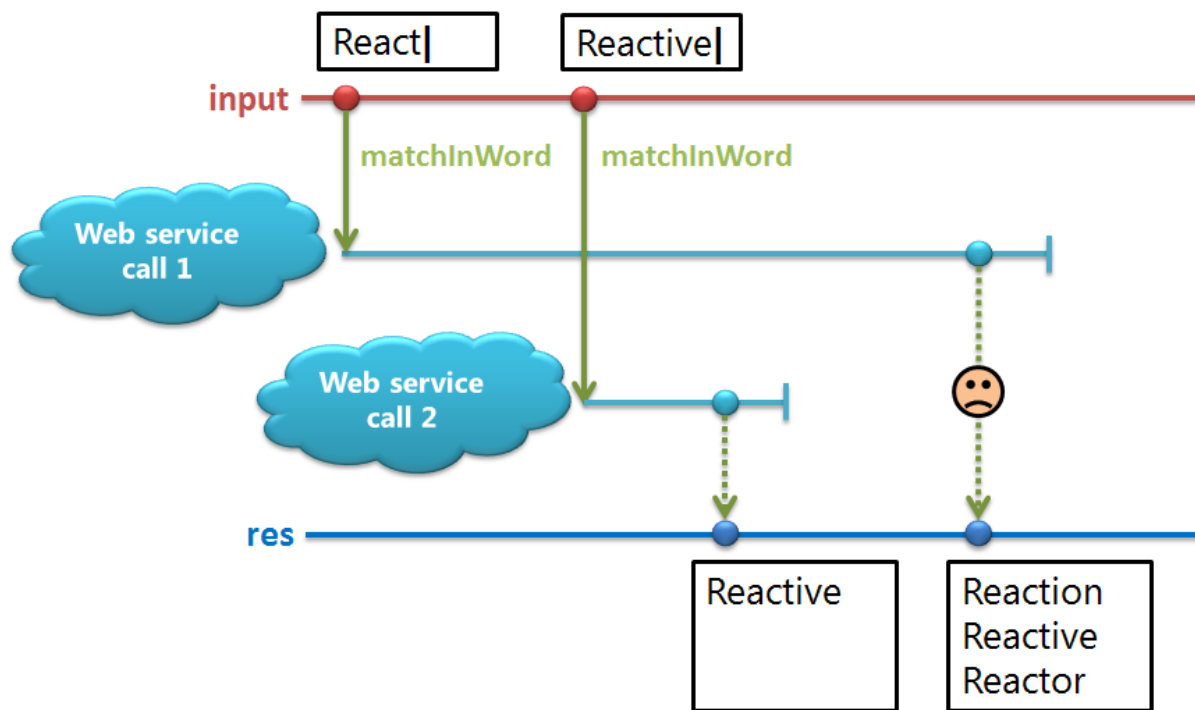 React|
Reactive|
input
matchInWord
matchInWord
Web service
call 1
Web service
call 2
res
Reactive
Reaction
Reactive
Reactor